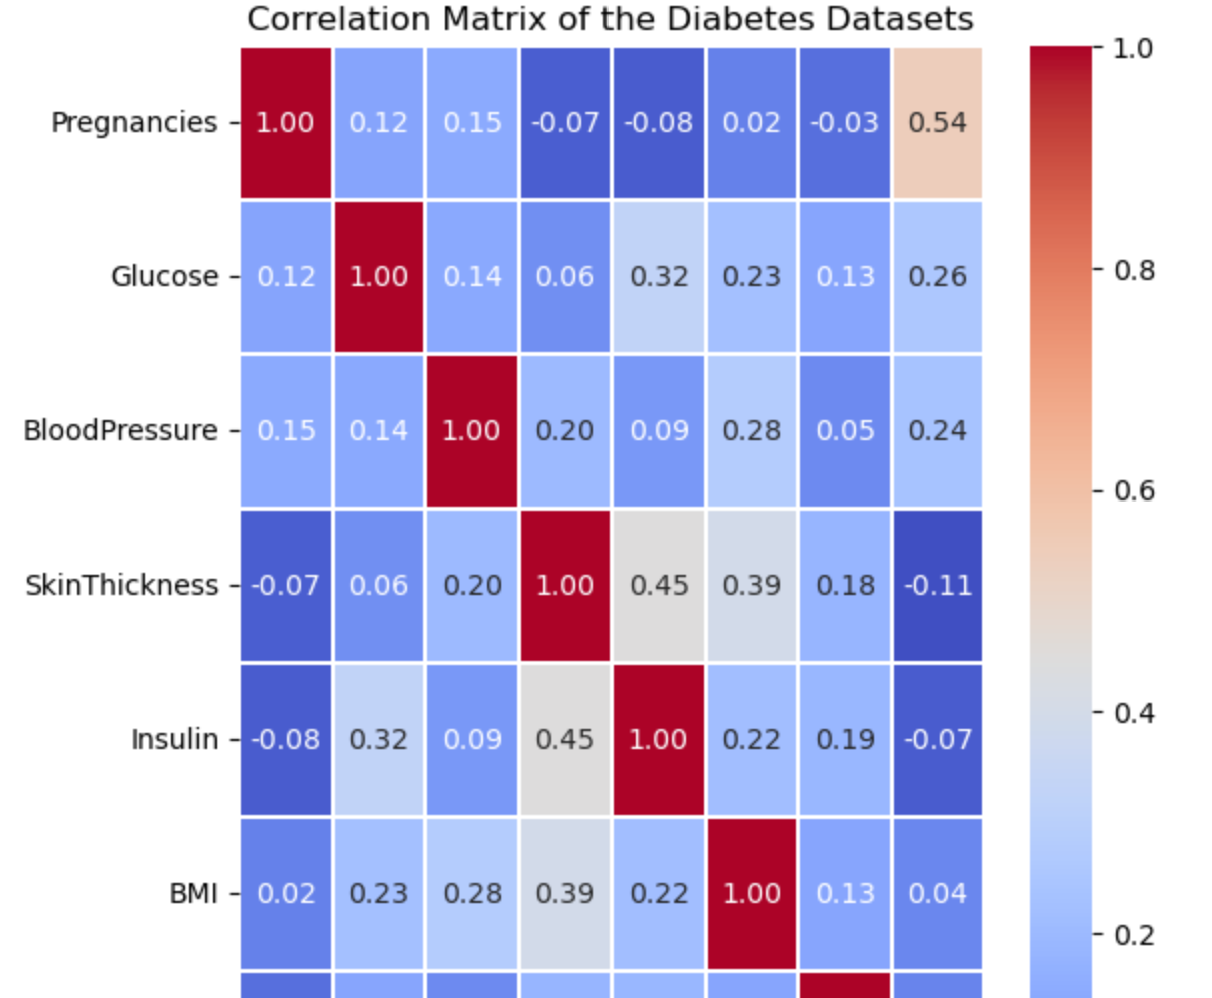 Correlation Matrix of the Diabetes Datasets
Pregnancies 1.00 0.12 0.15 -0.07 -0.08 0.02 -0.03 0.54
Glucose 0.12 1.00 0.14 0.06 0.32 0.23 0.13 0.26
BloodPressure 0.15 0.14 1.00 0.20 0.09 0.28 0.05 0.24
SkinThickness -0.07 0.06 0.20 1.00 0.45 0.39 0.18 -0.11
Insulin -0.08 0.32 0.09 0.45 1.00 0.22 0.19 -0.07
BMI 0.02 0.23 0.28 0.39 0.22 1.00 0.13 0.04
1.0
0.8
0.6
0.4
0.2